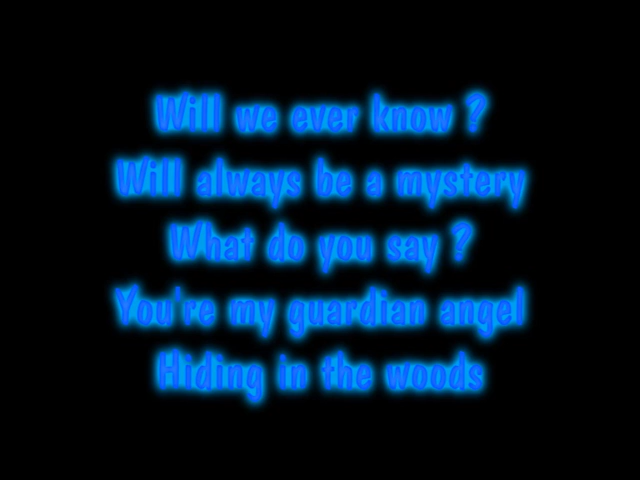 Will we ever know ?
Will always be a mystery
What do you say ?
You're my guardian angel
Hiding in the woods